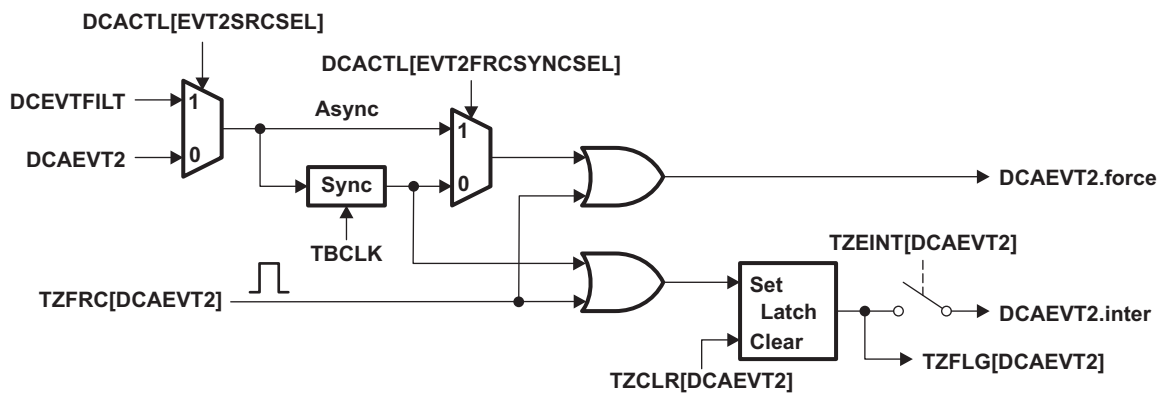 DCACTL[EVT2SRCSEL]
DCACTL[EVT2FRCSYNCSEL]
DCEVTFILT
1
Async
1
DCAEVT2
0
Sync
0
DCAEVT2.force
TBCLK
TZEINT[DCAEVT2]
TZFRC[DCAEVT2]
Set
Latch
DCAEVT2.inter
Clear
TZFLG[DCAEVT2]
TZCLR[DCAEVT2]